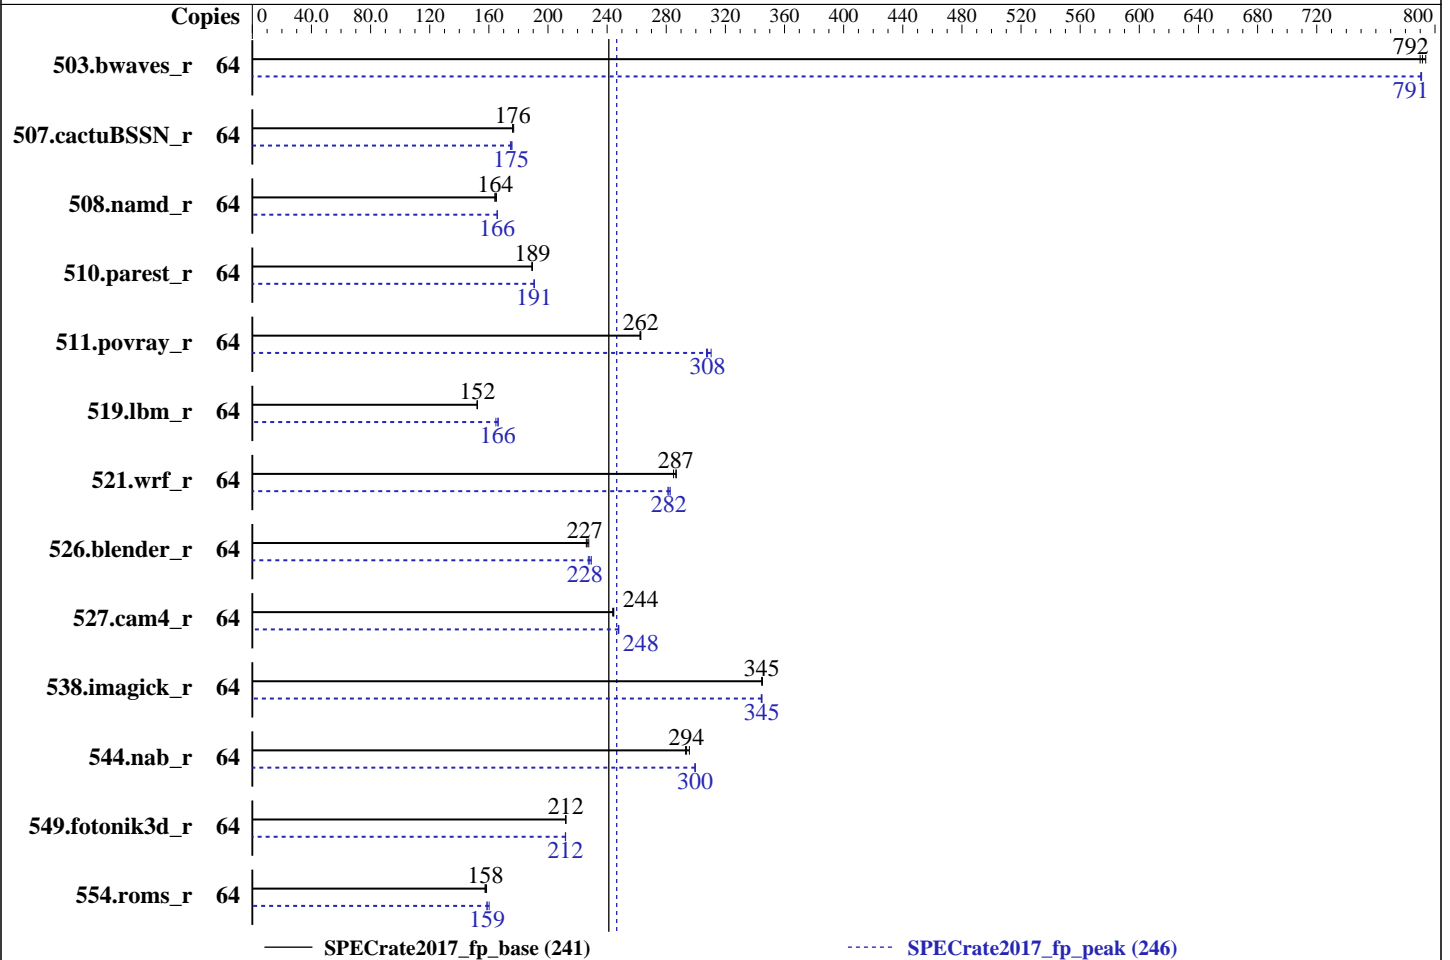 Copies 0 40.0 80.0 120 160 200 240 280 320 360 400 440 480 520 560 600 640 680 720 800
503.bwaves_r 64 792
791
507.cactuBSSN_r 64 176
175
508.namd_r 64 164
166
510.parest_r 64 189
191
511.povray_r 64 262
308
519.lbm_r 64 152
166
521.wrf_r 64 287
282
526.blender_r 64 227
228
527.cam4_r 64 244
248
538.imagick_r 64 345
345
544.nab_r 64 294
300
549.fotonik3d_r 64 212
212
554.roms_r 64 158
159
SPECrate2017_fp_base (241) SPECrate2017_fp_peak (246)